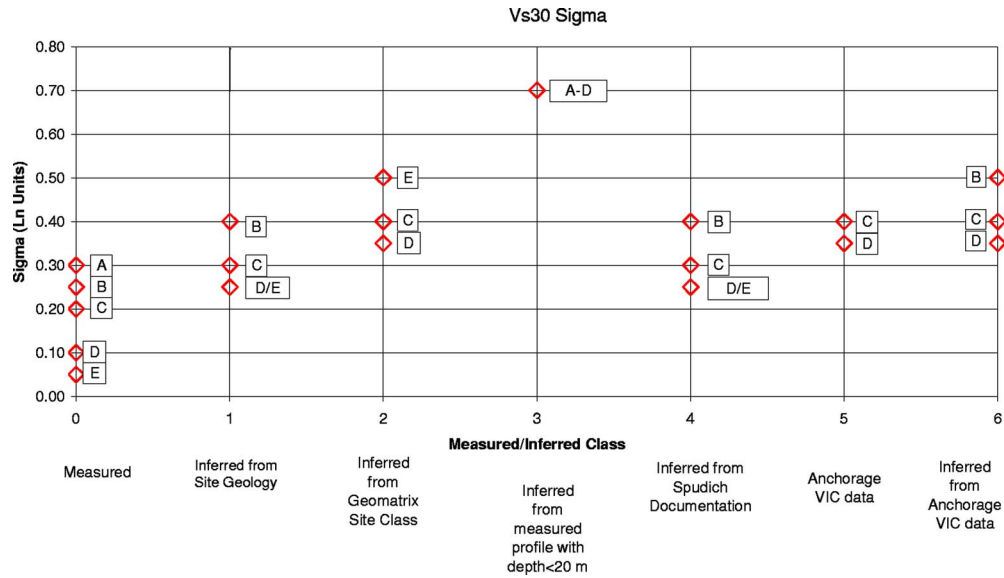 Vs30 Sigma
0.80
0.70
0.60
0.50
0.40
0.30
0.20
0.10
0.00
Sigma (Ln Units)
A
B
C
D
E
B
C
D/E
E
C
D
A-D
B
C
D/E
C
D
B
C
D
0 1 2 3 4 5 6
Measured/Inferred Class
Measured
Inferred from
Site Geology
Inferred
from
Geomatrix
Site Class
Inferred
from
measured
profile with
depth<20 m
Inferred from
Spudich
Documentation
Anchorage
VIC data
Inferred
from
Anchorage
VIC data